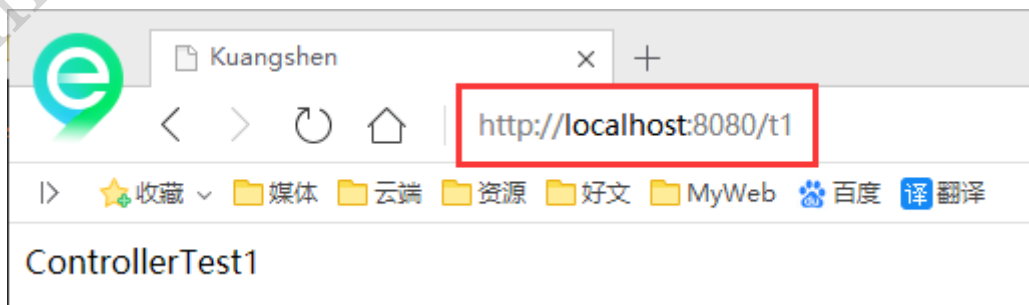 Kuangshen
http://localhost:8080/t1
收藏 媒体 云端 资源 好文 MyWeb 百度 译 翻译
ControllerTest1